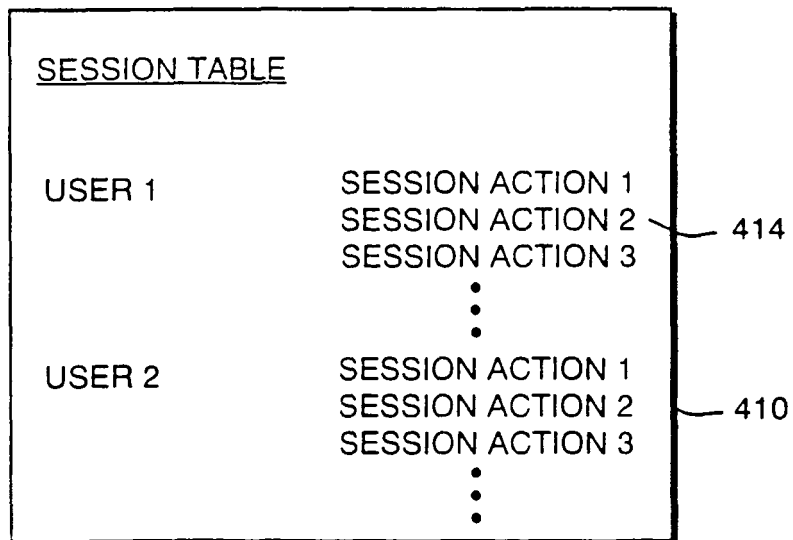 SESSION TABLE
USER 1
SESSION ACTION 1
SESSION ACTION 2
414
SESSION ACTION 3
USER 2
SESSION ACTION 1
SESSION ACTION 2
410
SESSION ACTION 3